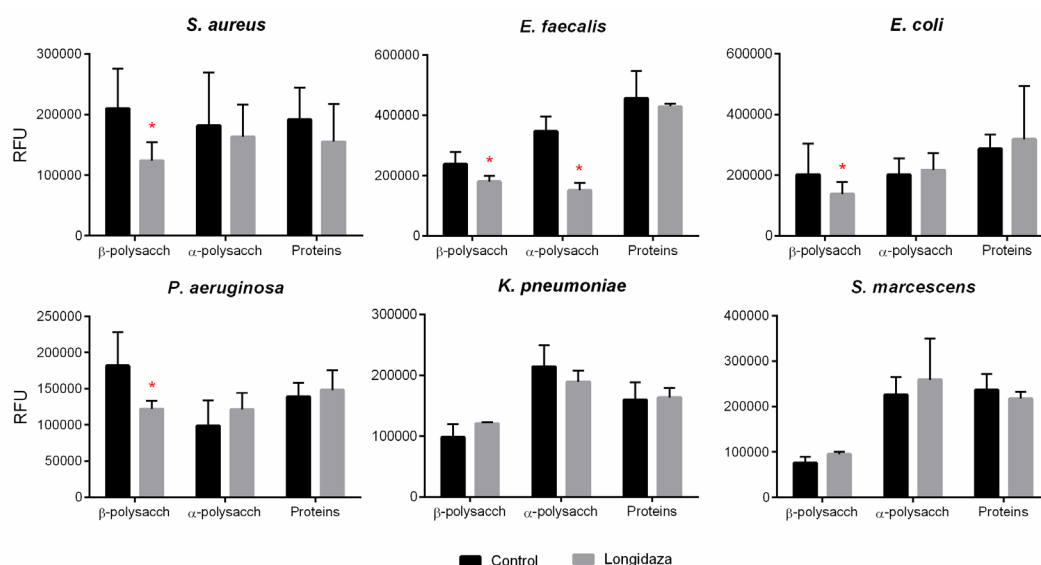 S. aureus
300000
200000
100000
0
RFU
*
β-polysacch α-polysacch Proteins
E. faecalis
600000
400000
200000
0
* *
β-polysacch α-polysacch Proteins
E. coli
600000
400000
200000
0
*
β-polysacch α-polysacch Proteins
P. aeruginosa
250000
200000
150000
100000
50000
0
RFU
*
β-polysacch α-polysacch Proteins
K. pneumoniae
300000
200000
100000
0
β-polysacch α-polysacch Proteins
S. marcescens
400000
300000
200000
100000
0
β-polysacch α-polysacch Proteins
Control Longidaza